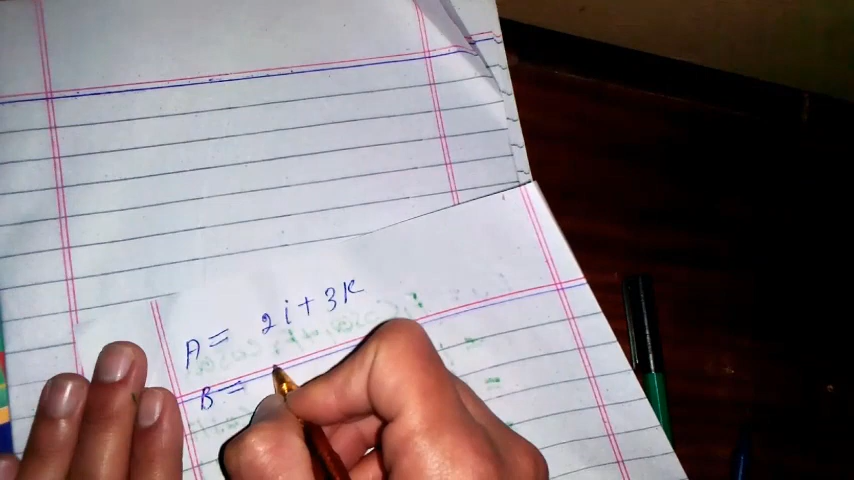 A = 2i + 3k
B =